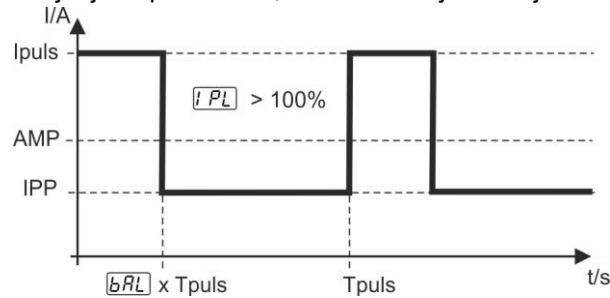 I/A
Ipuls
IPL > 100%
AMP
IPP
bAL x Tpuls
Tpuls
t/s